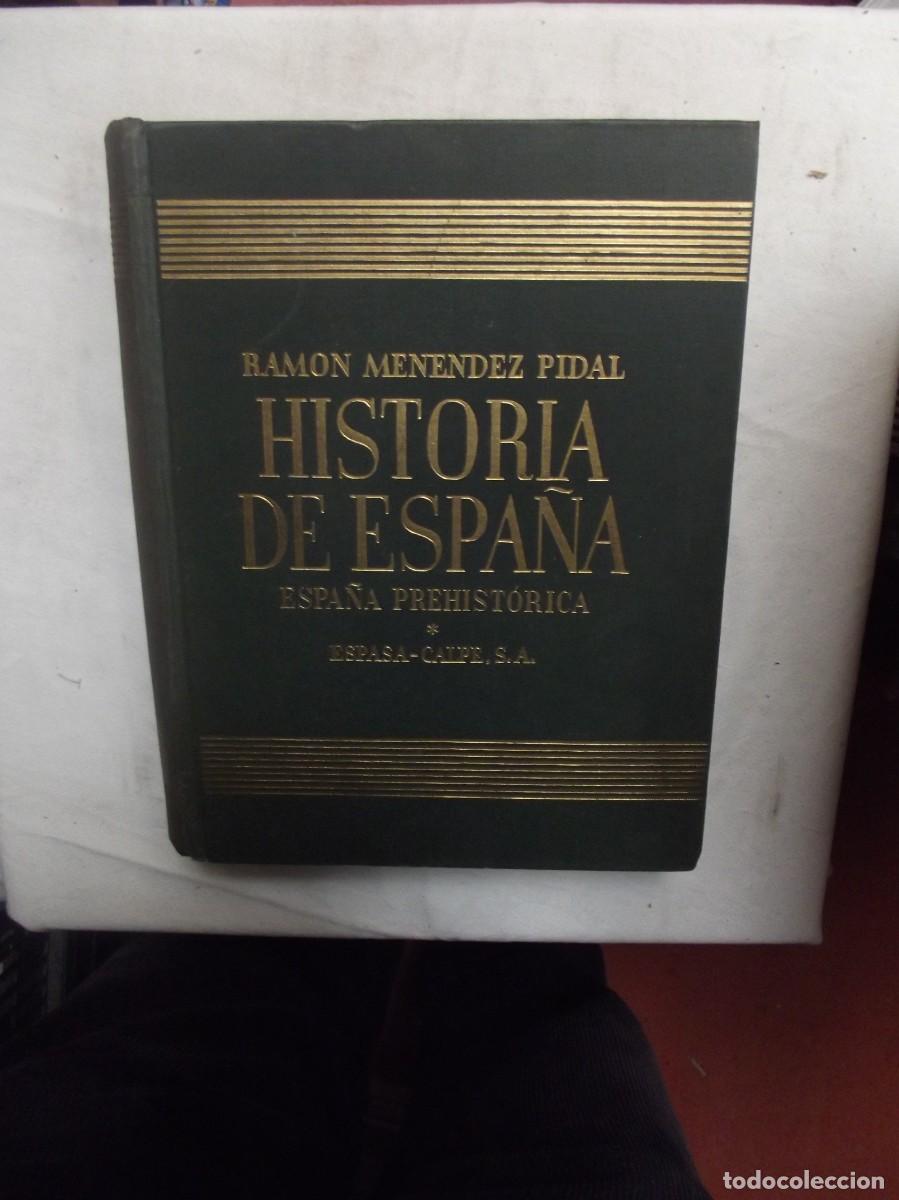 RAMON MENENDEZ PIDAL
HISTORIA
DE ESPAÑA
ESPAÑA PREHISTÓRICA
*
ESPASA-CALPE, S.A.
todocoleccion